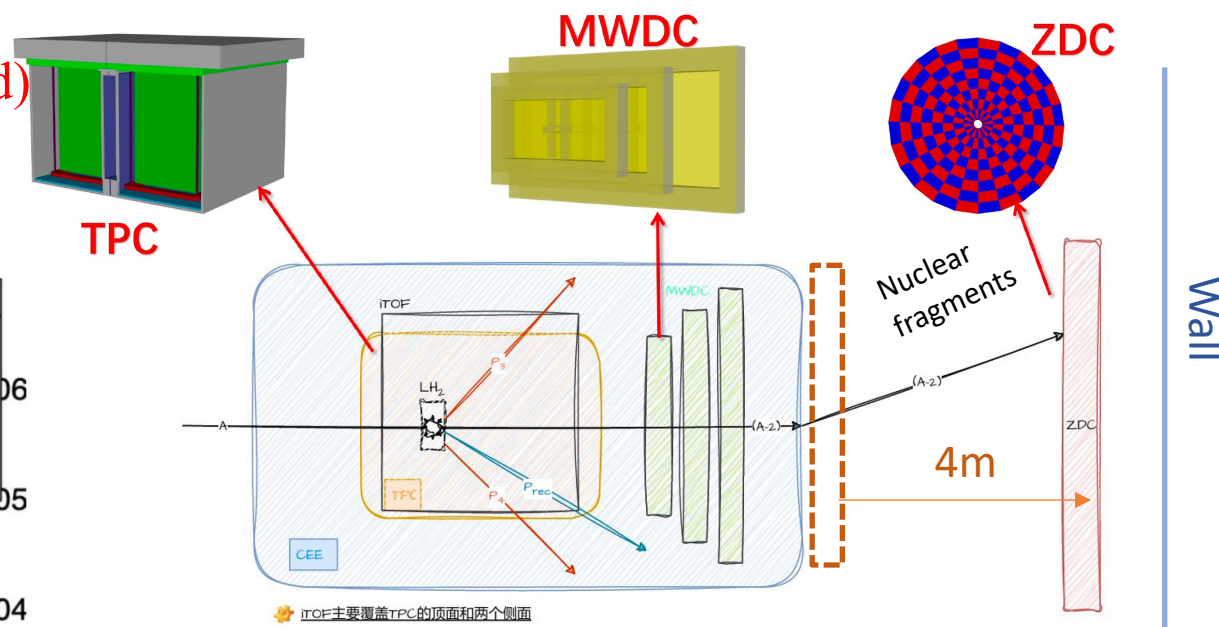 MWDC
ZDC
d)
TPC
Nuclear
fragments
Wall
MWDC
iTOF
P3
LH2
06
A
(A-2)
(A-2)
ZDC
4m
TPC
P4
Prec
05
CEE
iTOF主要覆盖TPC的顶面和两个侧面
04